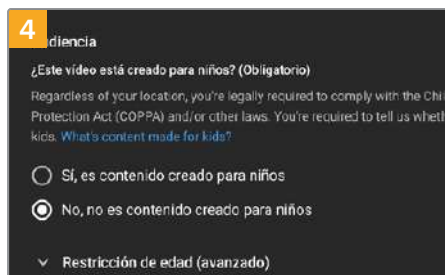 4
udiencia
¿Este vídeo está creado para niños? (Obligatorio)
Regardless of your location, you're legally required to comply with the Chil
Protection Act (COPPA) and/or other laws. You're required to tell us wheth
kids. What's content made for kids?
Sí, es contenido creado para niños
No, no es contenido creado para niños
Restricción de edad (avanzado)